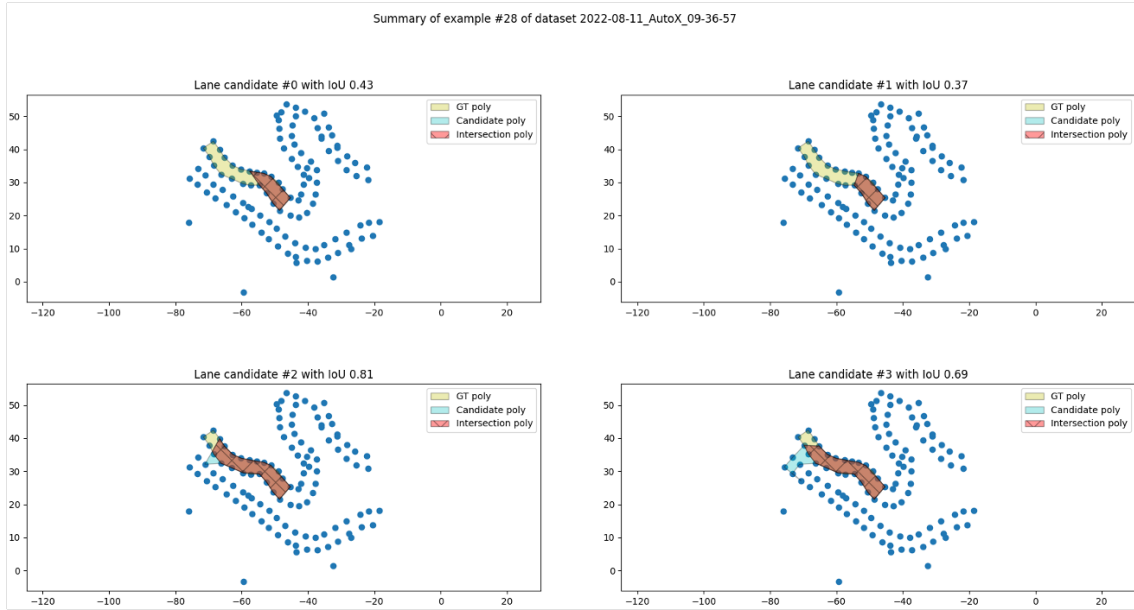 Summary of example #28 of dataset 2022-08-11_AutoX_09-36-57
Lane candidate #0 with IoU 0.43
GT poly
Candidate poly
Intersection poly
50
40
30
20
10
0
−120 −100 −80 −60 −40 −20 0 20
Lane candidate #1 with IoU 0.37
GT poly
Candidate poly
Intersection poly
50
40
30
20
10
0
−120 −100 −80 −60 −40 −20 0 20
Lane candidate #2 with IoU 0.81
GT poly
Candidate poly
Intersection poly
50
40
30
20
10
0
−120 −100 −80 −60 −40 −20 0 20
Lane candidate #3 with IoU 0.69
GT poly
Candidate poly
Intersection poly
50
40
30
20
10
0
−120 −100 −80 −60 −40 −20 0 20